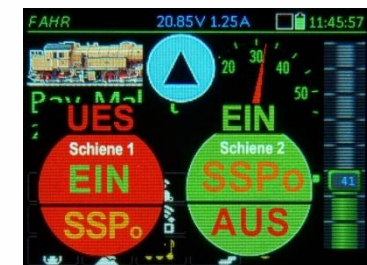 FAHR 20.85V 1.25A 11:45:57
20 30 40
50
UES EIN
Schiene 1 Schiene 2
EIN SSPo
41
SSPo AUS